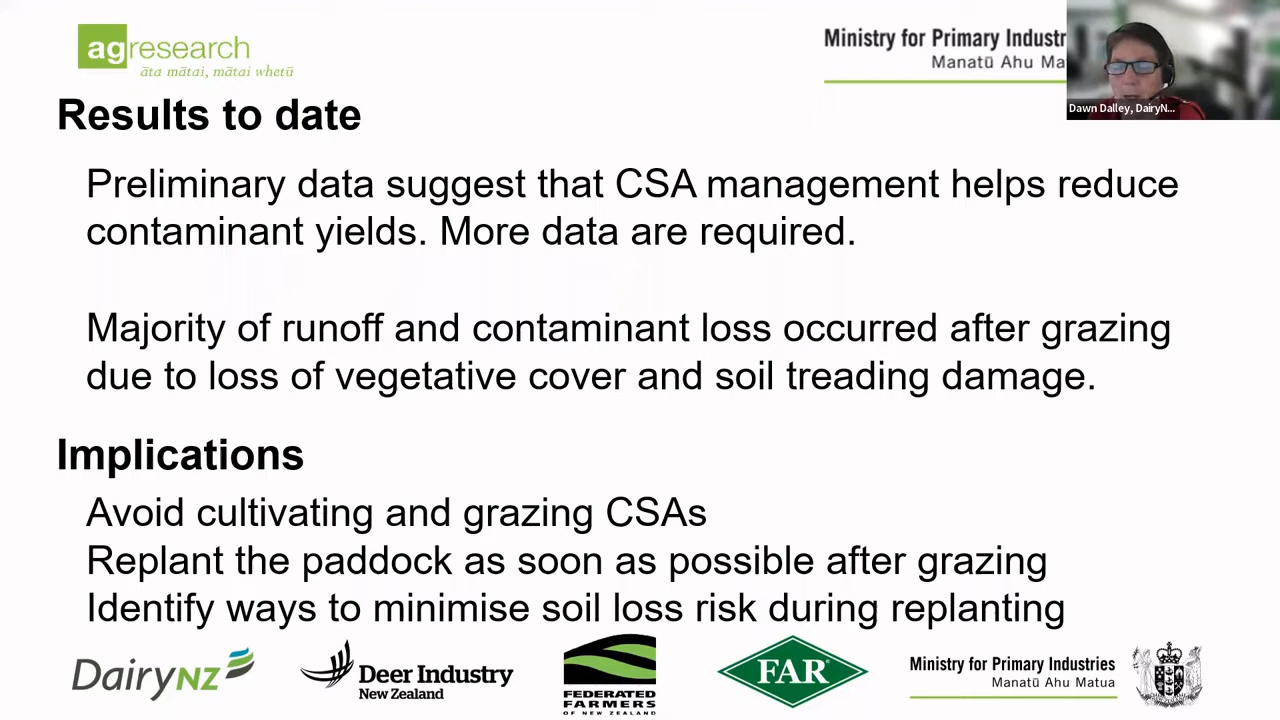 agresearch
āta mātai, mātai whetū
Ministry for Primary Industr
Manatū Ahu Ma
Dawn Dalley, DairyN...
Results to date
Preliminary data suggest that CSA management helps reduce
contaminant yields. More data are required.
Majority of runoff and contaminant loss occurred after grazing
due to loss of vegetative cover and soil treading damage.
Implications
Avoid cultivating and grazing CSAs
Replant the paddock as soon as possible after grazing
Identify ways to minimise soil loss risk during replanting
DairyNZ
Deer Industry
New Zealand
FEDERATED
FARMERS
OF NEW ZEALAND
FAR
Ministry for Primary Industries
Manatū Ahu Matua